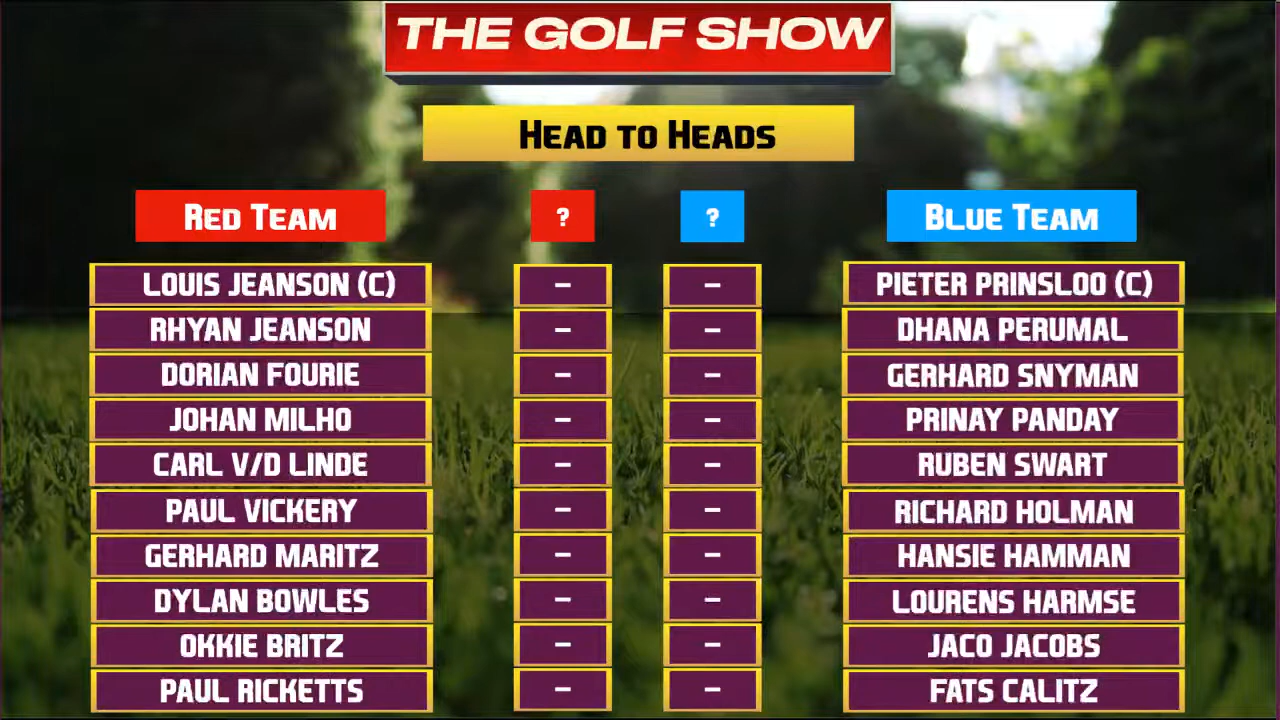 THE GOLF SHOW
HEAD TO HEADS
RED TEAM ? ? BLUE TEAM
LOUIS JEANSON (C) – – PIETER PRINSLOO (C)
RHYAN JEANSON – – DHANA PERUMAL
DORIAN FOURIE – – GERHARD SNYMAN
JOHAN MILHO – – PRINAY PANDAY
CARL V/D LINDE – – RUBEN SWART
PAUL VICKERY – – RICHARD HOLMAN
GERHARD MARITZ – – HANSIE HAMMAN
DYLAN BOWLES – – LOURENS HARMSE
OKKIE BRITZ – – JACO JACOBS
PAUL RICKETTS – – FATS CALITZ